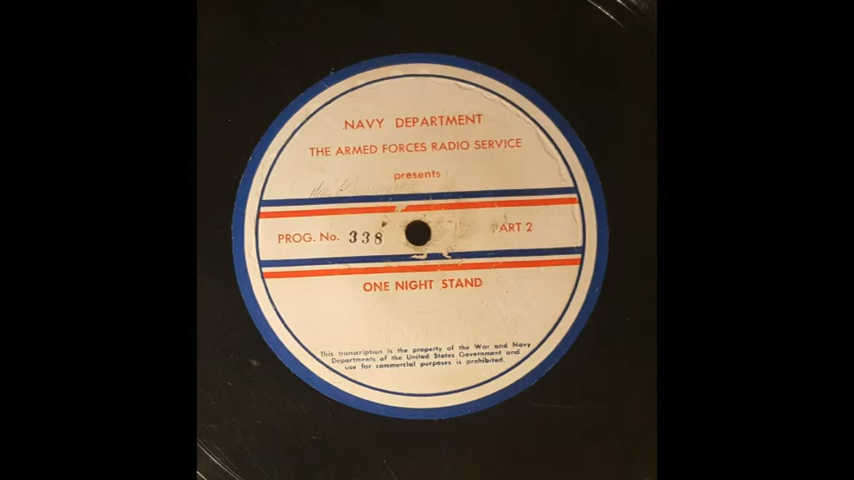 NAVY DEPARTMENT
THE ARMED FORCES RADIO SERVICE
presents
PROG. No. 338 ART 2
ONE NIGHT STAND
This transcription is the property of the War and Navy
Departments of the United States Government and
use for commercial purposes is prohibited.